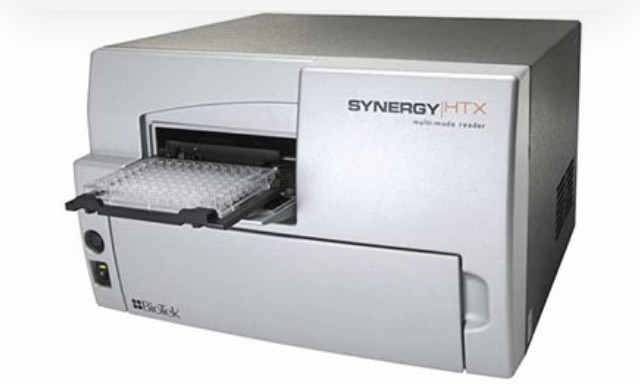 SYNERGY|HTX
multi-mode reader
BioTek